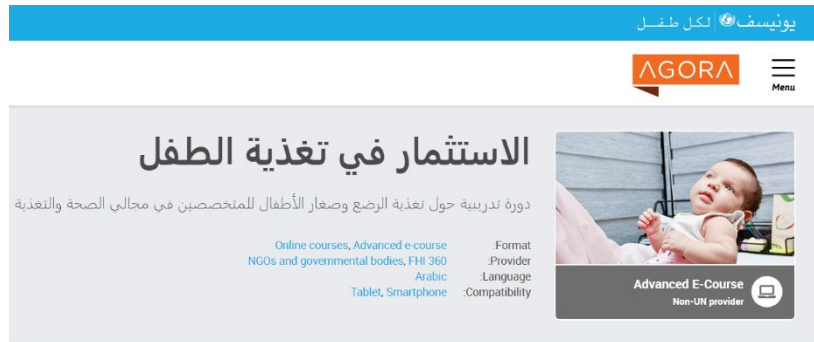 يونيسف لكل طفل
AGORA
Menu
الاستثمار في تغذية الطفل
دورة تدريبية حول تغذية الرضع وصغار الأطفال للمتخصصين في مجالي الصحة والتغذية
Format: Online courses, Advanced e-course
Provider: NGOs and governmental bodies, FHI 360
Language: Arabic
Compatibility: Tablet, Smartphone
Advanced E-Course
Non-UN provider